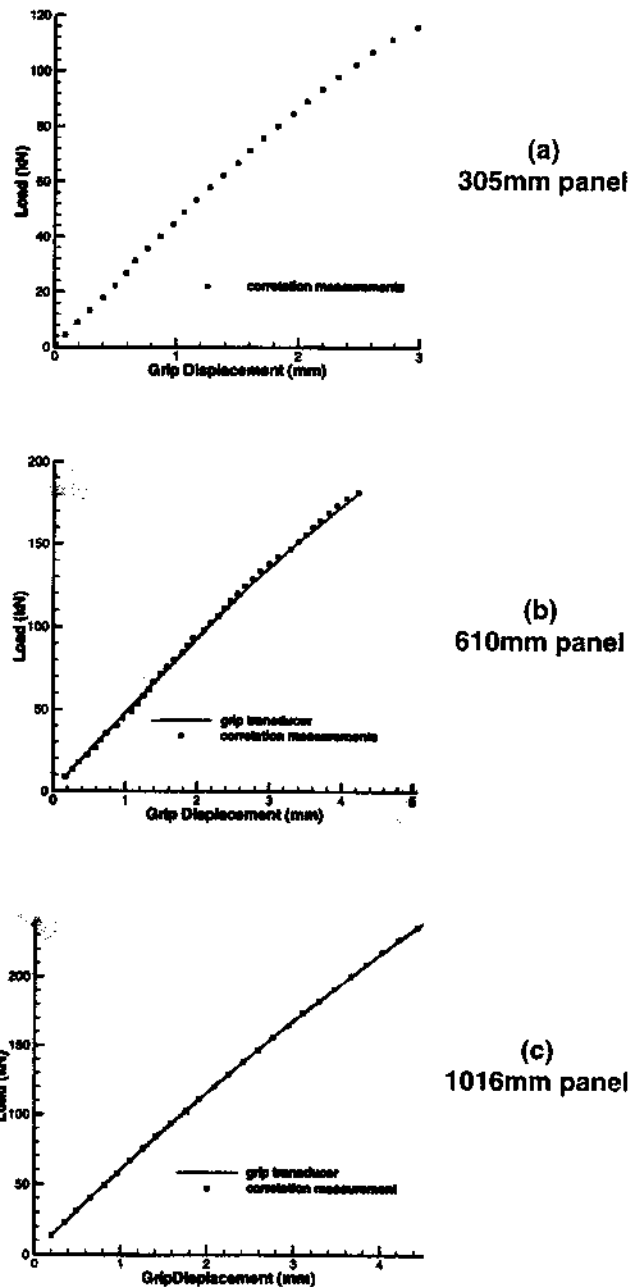 120
100
80
60
40
20
0
Load (kN)
correlation measurements
0 1 2 3
Grip Displacement (mm)
(a)
305mm panel
200
150
100
50
0
Load (kN)
grip transducer
correlation measurements
0 1 2 3 4 5
Grip Displacement (mm)
(b)
610mm panel
200
150
100
50
0
Load (kN)
grip transducer
correlation measurement
0 1 2 3 4
GripDisplacement (mm)
(c)
1016mm panel